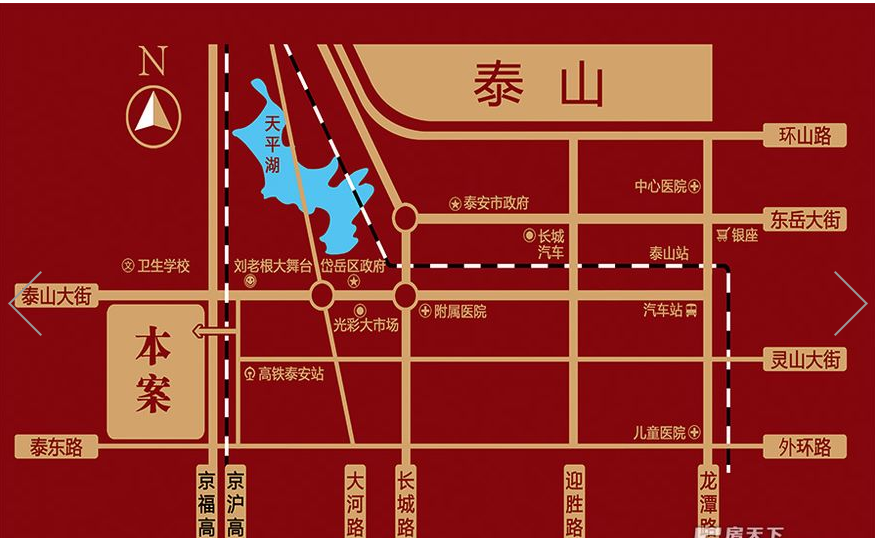 N
泰山
天平湖
环山路
中心医院
泰安市政府
东岳大街
长城
汽车
银座
泰山站
卫生学校
刘老根大舞台
岱岳区政府
泰山大街
光彩大市场
附属医院
汽车站
本案
灵山大街
高铁泰安站
儿童医院
泰东路
外环路
京福高
京沪高
大河路
长城路
迎胜路
龙潭路
房天下